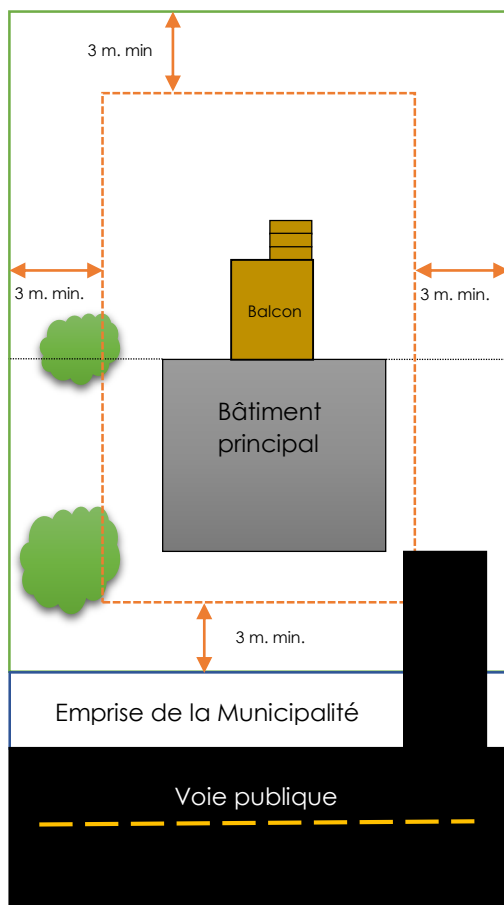 3 m. min
3 m. min.
3 m. min.
Balcon
Bâtiment
principal
3 m. min.
Emprise de la Municipalité
Voie publique